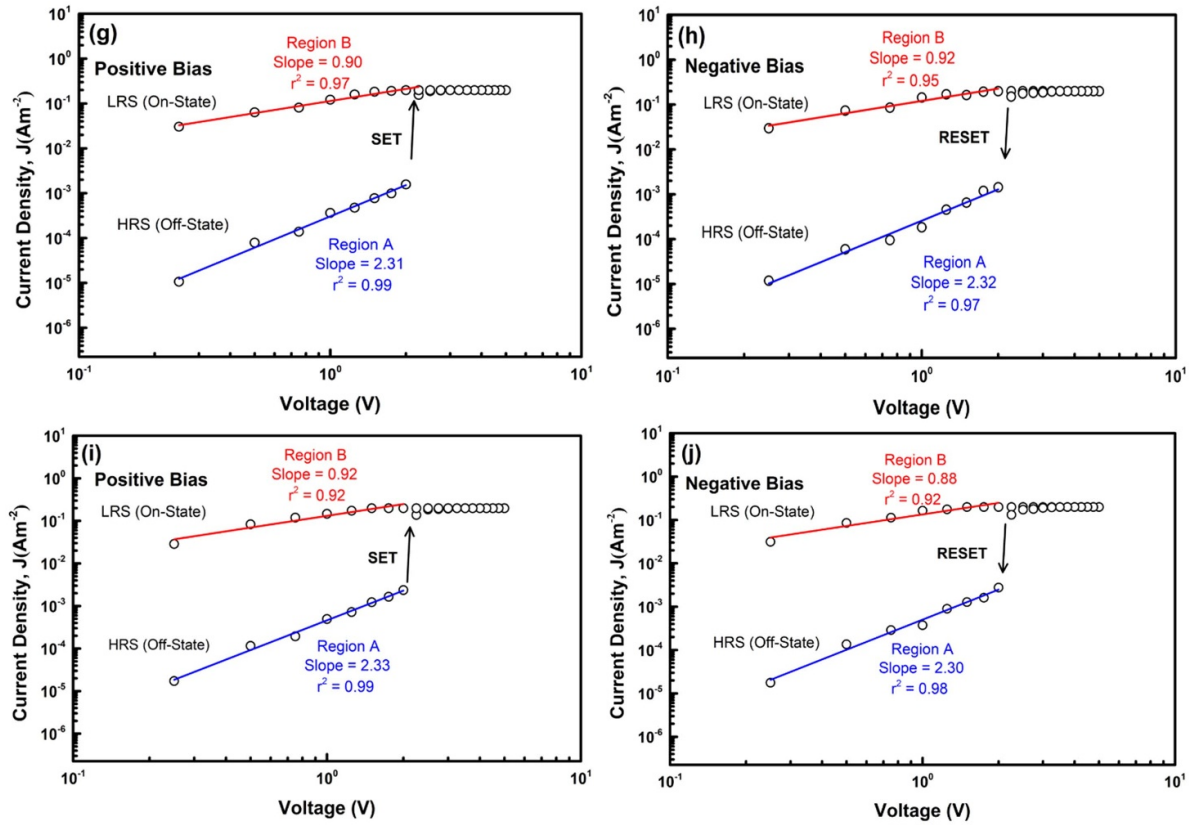 (g)
Positive Bias
Region B
Slope = 0.90
r² = 0.97
LRS (On-State)
SET
HRS (Off-State)
Region A
Slope = 2.31
r² = 0.99
10¹
10⁰
10⁻¹
10⁻²
10⁻³
10⁻⁴
10⁻⁵
10⁻⁶
Current Density, J(Am⁻²)
10⁻¹
10⁰
10¹
Voltage (V)
(h)
Negative Bias
Region B
Slope = 0.92
r² = 0.95
LRS (On-State)
RESET
HRS (Off-State)
Region A
Slope = 2.32
r² = 0.97
10¹
10⁰
10⁻¹
10⁻²
10⁻³
10⁻⁴
10⁻⁵
10⁻⁶
Current Density, J(Am⁻²)
10⁻¹
10⁰
10¹
Voltage (V)
(i)
Positive Bias
Region B
Slope = 0.92
r² = 0.92
LRS (On-State)
SET
HRS (Off-State)
Region A
Slope = 2.33
r² = 0.99
10¹
10⁰
10⁻¹
10⁻²
10⁻³
10⁻⁴
10⁻⁵
10⁻⁶
Current Density, J(Am⁻²)
10⁻¹
10⁰
10¹
Voltage (V)
(j)
Negative Bias
Region B
Slope = 0.88
r² = 0.92
LRS (On-State)
RESET
HRS (Off-State)
Region A
Slope = 2.30
r² = 0.98
10¹
10⁰
10⁻¹
10⁻²
10⁻³
10⁻⁴
10⁻⁵
10⁻⁶
Current Density, J(Am⁻²)
10⁻¹
10⁰
10¹
Voltage (V)